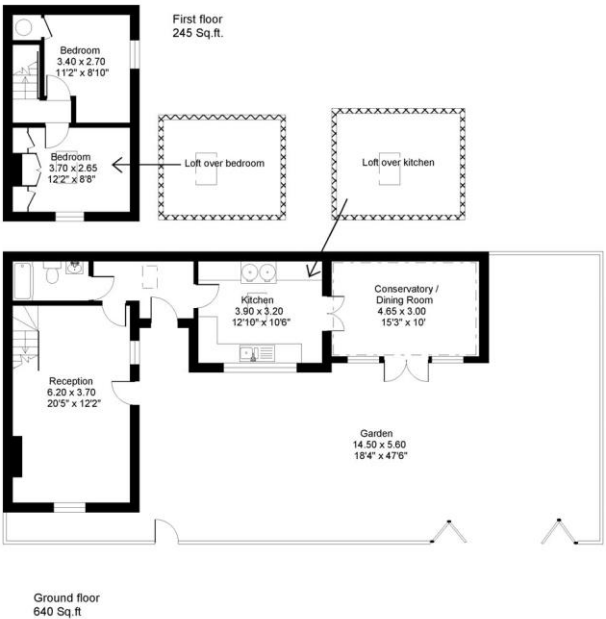 First floor
245 Sq.ft.
Bedroom
3.40 x 2.70
11'2" x 8'10"
Bedroom
3.70 x 2.65
12'2" x 8'8"
Loft over bedroom
Loft over kitchen
Kitchen
3.90 x 3.20
12'10" x 10'6"
Conservatory /
Dining Room
4.65 x 3.00
15'3" x 10'
Reception
6.20 x 3.70
20'5" x 12'2"
Garden
14.50 x 5.60
18'4" x 47'6"
Ground floor
640 Sq.ft